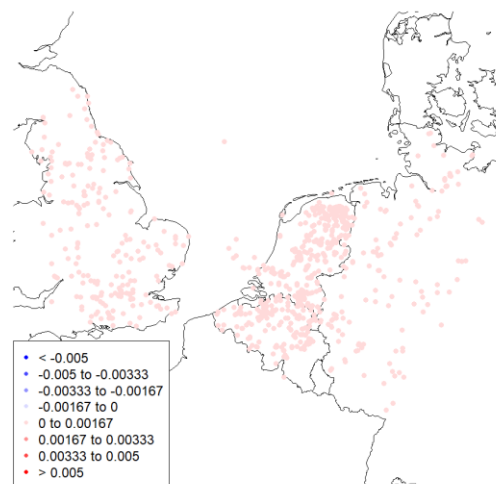 < -0.005
-0.005 to -0.00333
-0.00333 to -0.00167
-0.00167 to 0
0 to 0.00167
0.00167 to 0.00333
0.00333 to 0.005
> 0.005